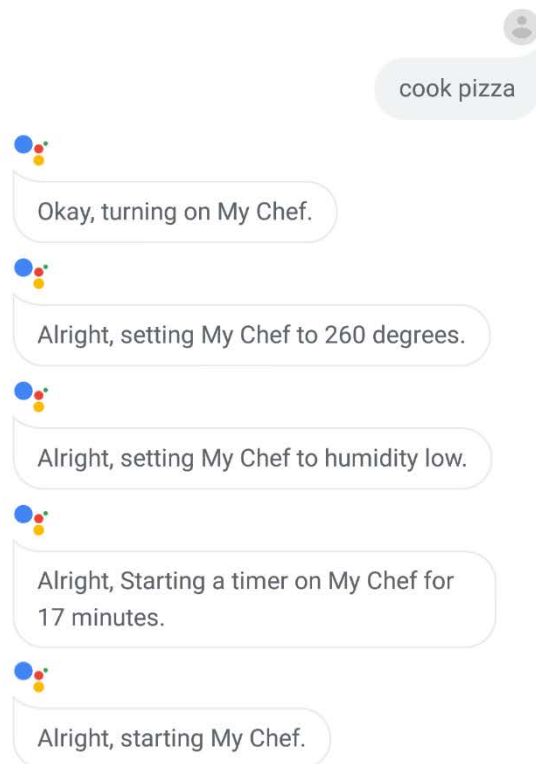 cook pizza
Okay, turning on My Chef.
Alright, setting My Chef to 260 degrees.
Alright, setting My Chef to humidity low.
Alright, Starting a timer on My Chef for
17 minutes.
Alright, starting My Chef.